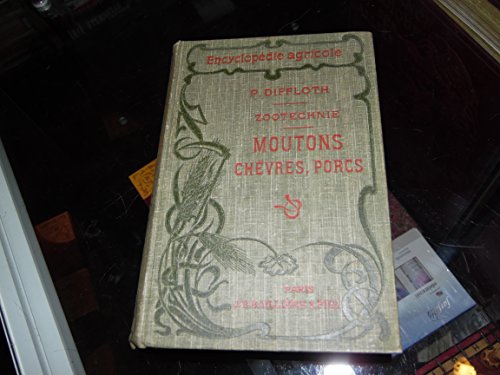 Encyclopédie agricole
P. DIFFLOTH
ZOOTECHNIE
MOUTONS
CHÈVRES, PORCS
PARIS